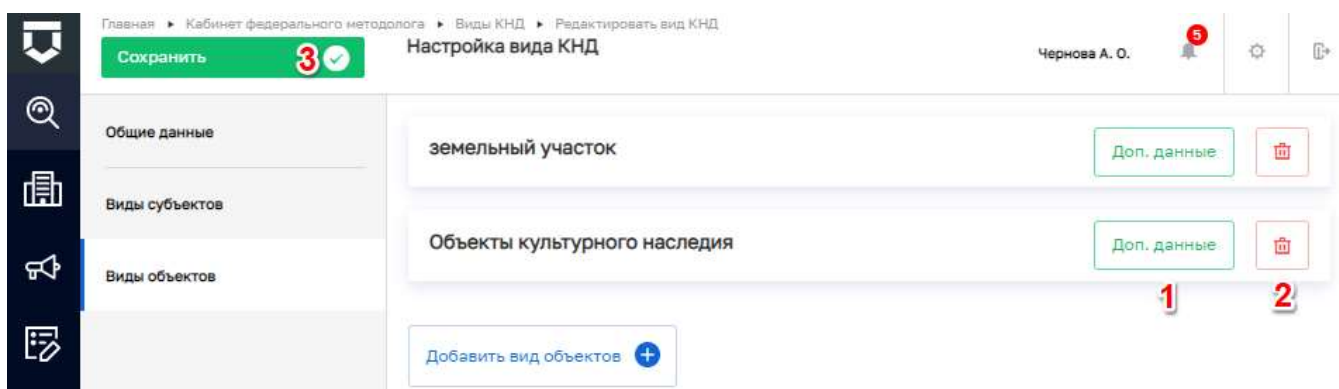 Главная ▸ Кабинет федерального методолога ▸ Виды КНД ▸ Редактировать вид КНД
Сохранить 3
Настройка вида КНД
Чернова А. О.
5
Общие данные
земельный участок
Доп. данные
Виды субъектов
Объекты культурного наследия
Доп. данные
Виды объектов
1
2
Добавить вид объектов